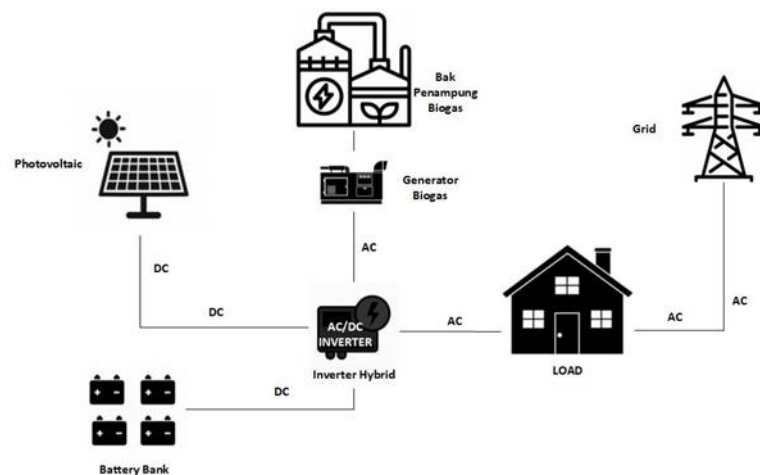 Bak
Penampung
Biogas
Grid
Photovoltaic
Generator
Biogas
DC
AC
AC
DC
AC/DC
INVERTER
AC
AC
Inverter Hybrid
LOAD
DC
Battery Bank